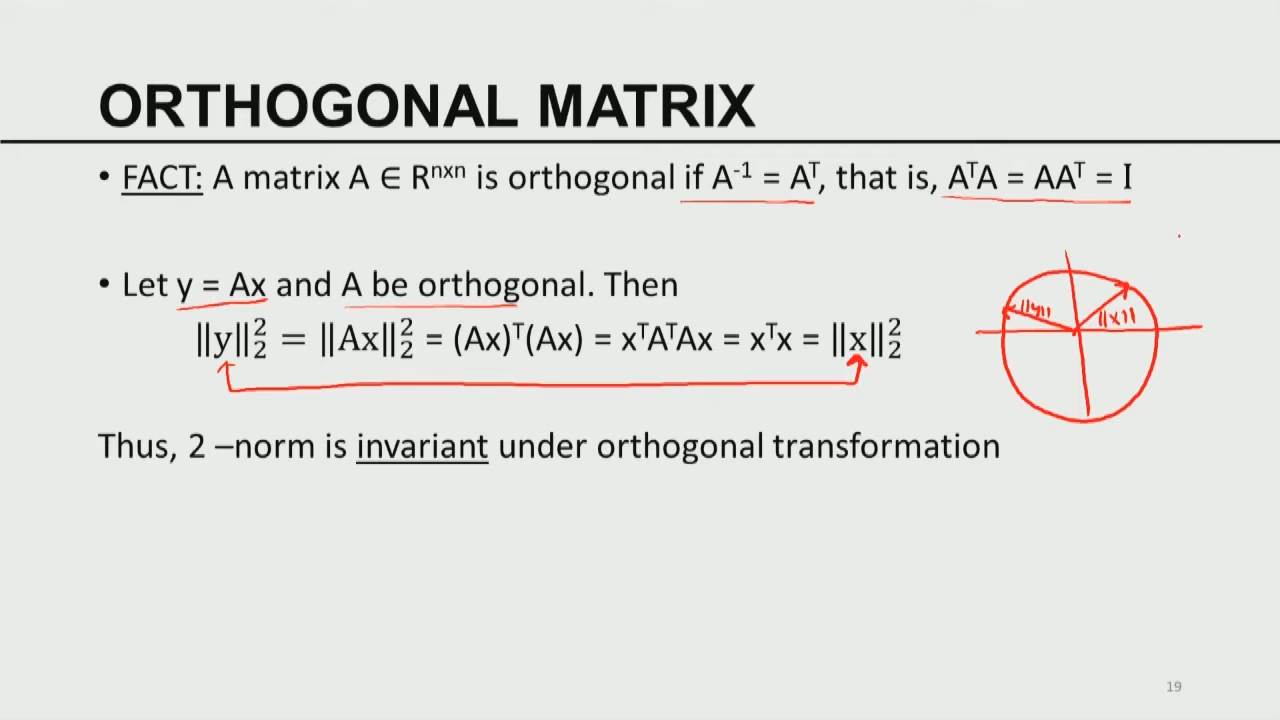 ORTHOGONAL MATRIX
• FACT: A matrix A ∈ Rⁿˣⁿ is orthogonal if A⁻¹ = Aᵀ, that is, AᵀA = AAᵀ = I
• Let y = Ax and A be orthogonal. Then
||y||₂² = ||Ax||₂² = (Ax)ᵀ(Ax) = xᵀAᵀAx = xᵀx = ||x||₂²
||y|| ||x||
Thus, 2 –norm is invariant under orthogonal transformation
19